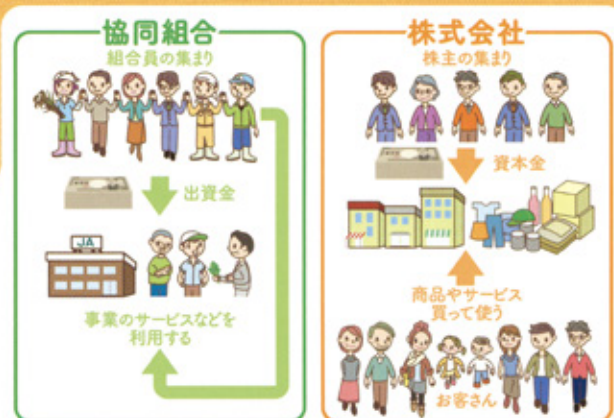 協同組合
組合員の集まり
出資金
JA
事業のサービスなどを
利用する
株式会社
株主の集まり
資本金
商品やサービス
買って使う
お客さん